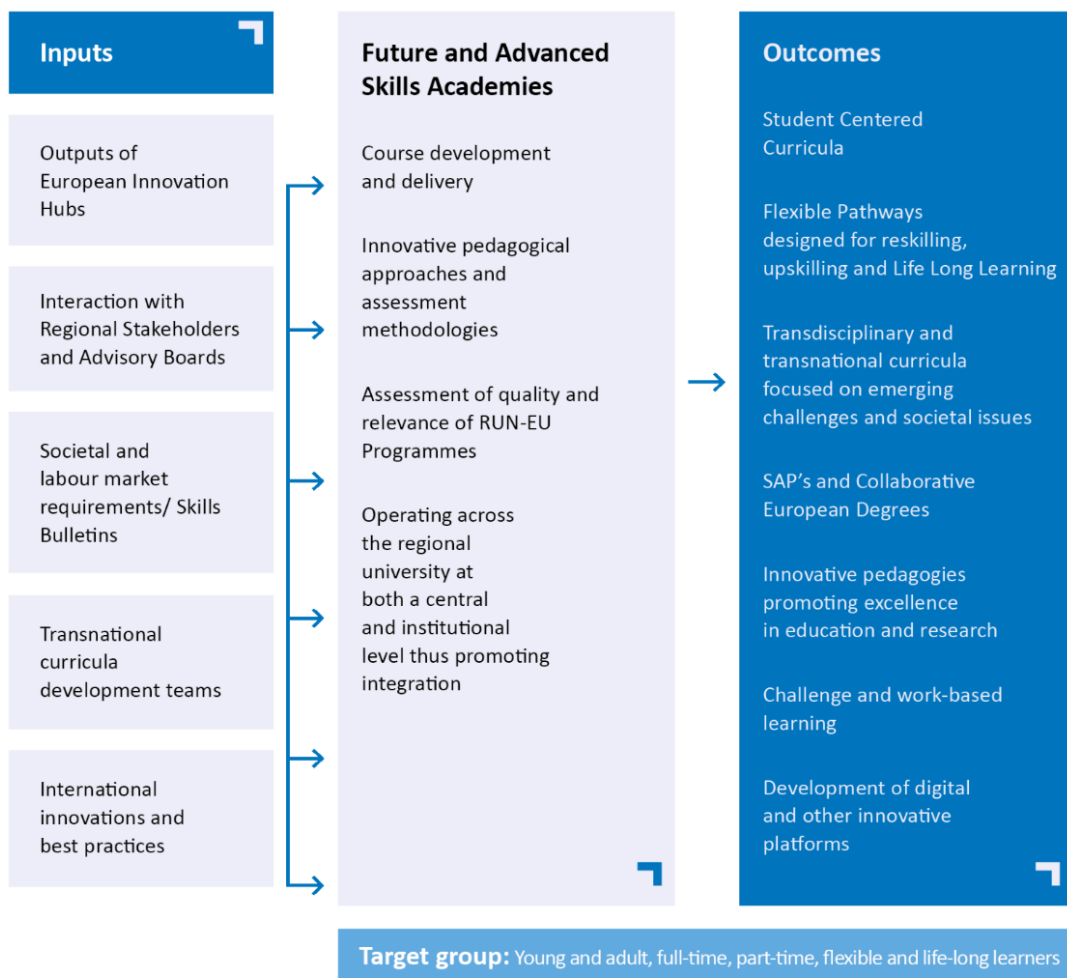 Inputs
Outputs of
European Innovation
Hubs
Interaction with
Regional Stakeholders
and Advisory Boards
Societal and
labour market
requirements/ Skills
Bulletins
Transnational
curricula
development teams
International
innovations and
best practices
Future and Advanced
Skills Academies
Course development
and delivery
Innovative pedagogical
approaches and
assessment
methodologies
Assessment of quality and
relevance of RUN-EU
Programmes
Operating across
the regional
university at
both a central
and institutional
level thus promoting
integration
Outcomes
Student Centered
Curricula
Flexible Pathways
designed for reskilling,
upskilling and Life Long Learning
Transdisciplinary and
transnational curricula
focused on emerging
challenges and societal issues
SAP's and Collaborative
European Degrees
Innovative pedagogies
promoting excellence
in education and research
Challenge and work-based
learning
Development of digital
and other innovative
platforms
Target group: Young and adult, full-time, part-time, flexible and life-long learners